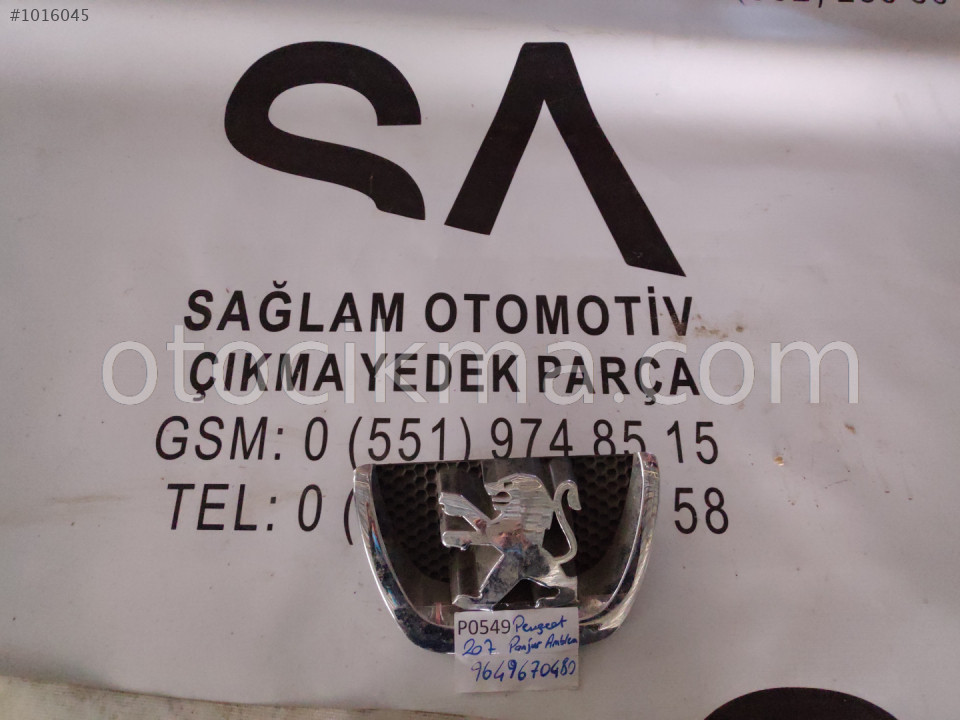 #1016045
SA
SAĞLAM OTOMOTİV
otocikma.com
ÇIKMA YEDEK PARÇA
GSM: 0 (551) 974 85 15
TEL: 0 ( 58
P0549 Peugeot
207 Panjur Amblem
9649670480